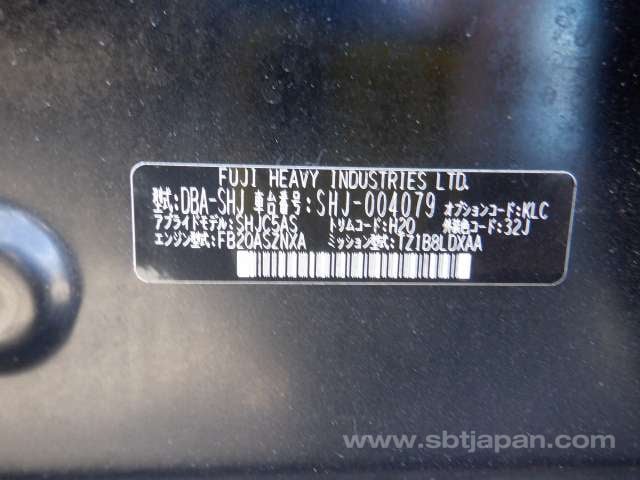 FUJI HEAVY INDUSTRIES LTD.
型式:DBA-SHJ 車台番号:SHJ-004079 オプションコード:KLC
アプライドモデル:SHJC5AS トリムコード:H20 外装色コード:32J
エンジン型式:FB20ASZNXA ミッション型式:TZ1B8LDXAA
www.sbtjapan.com